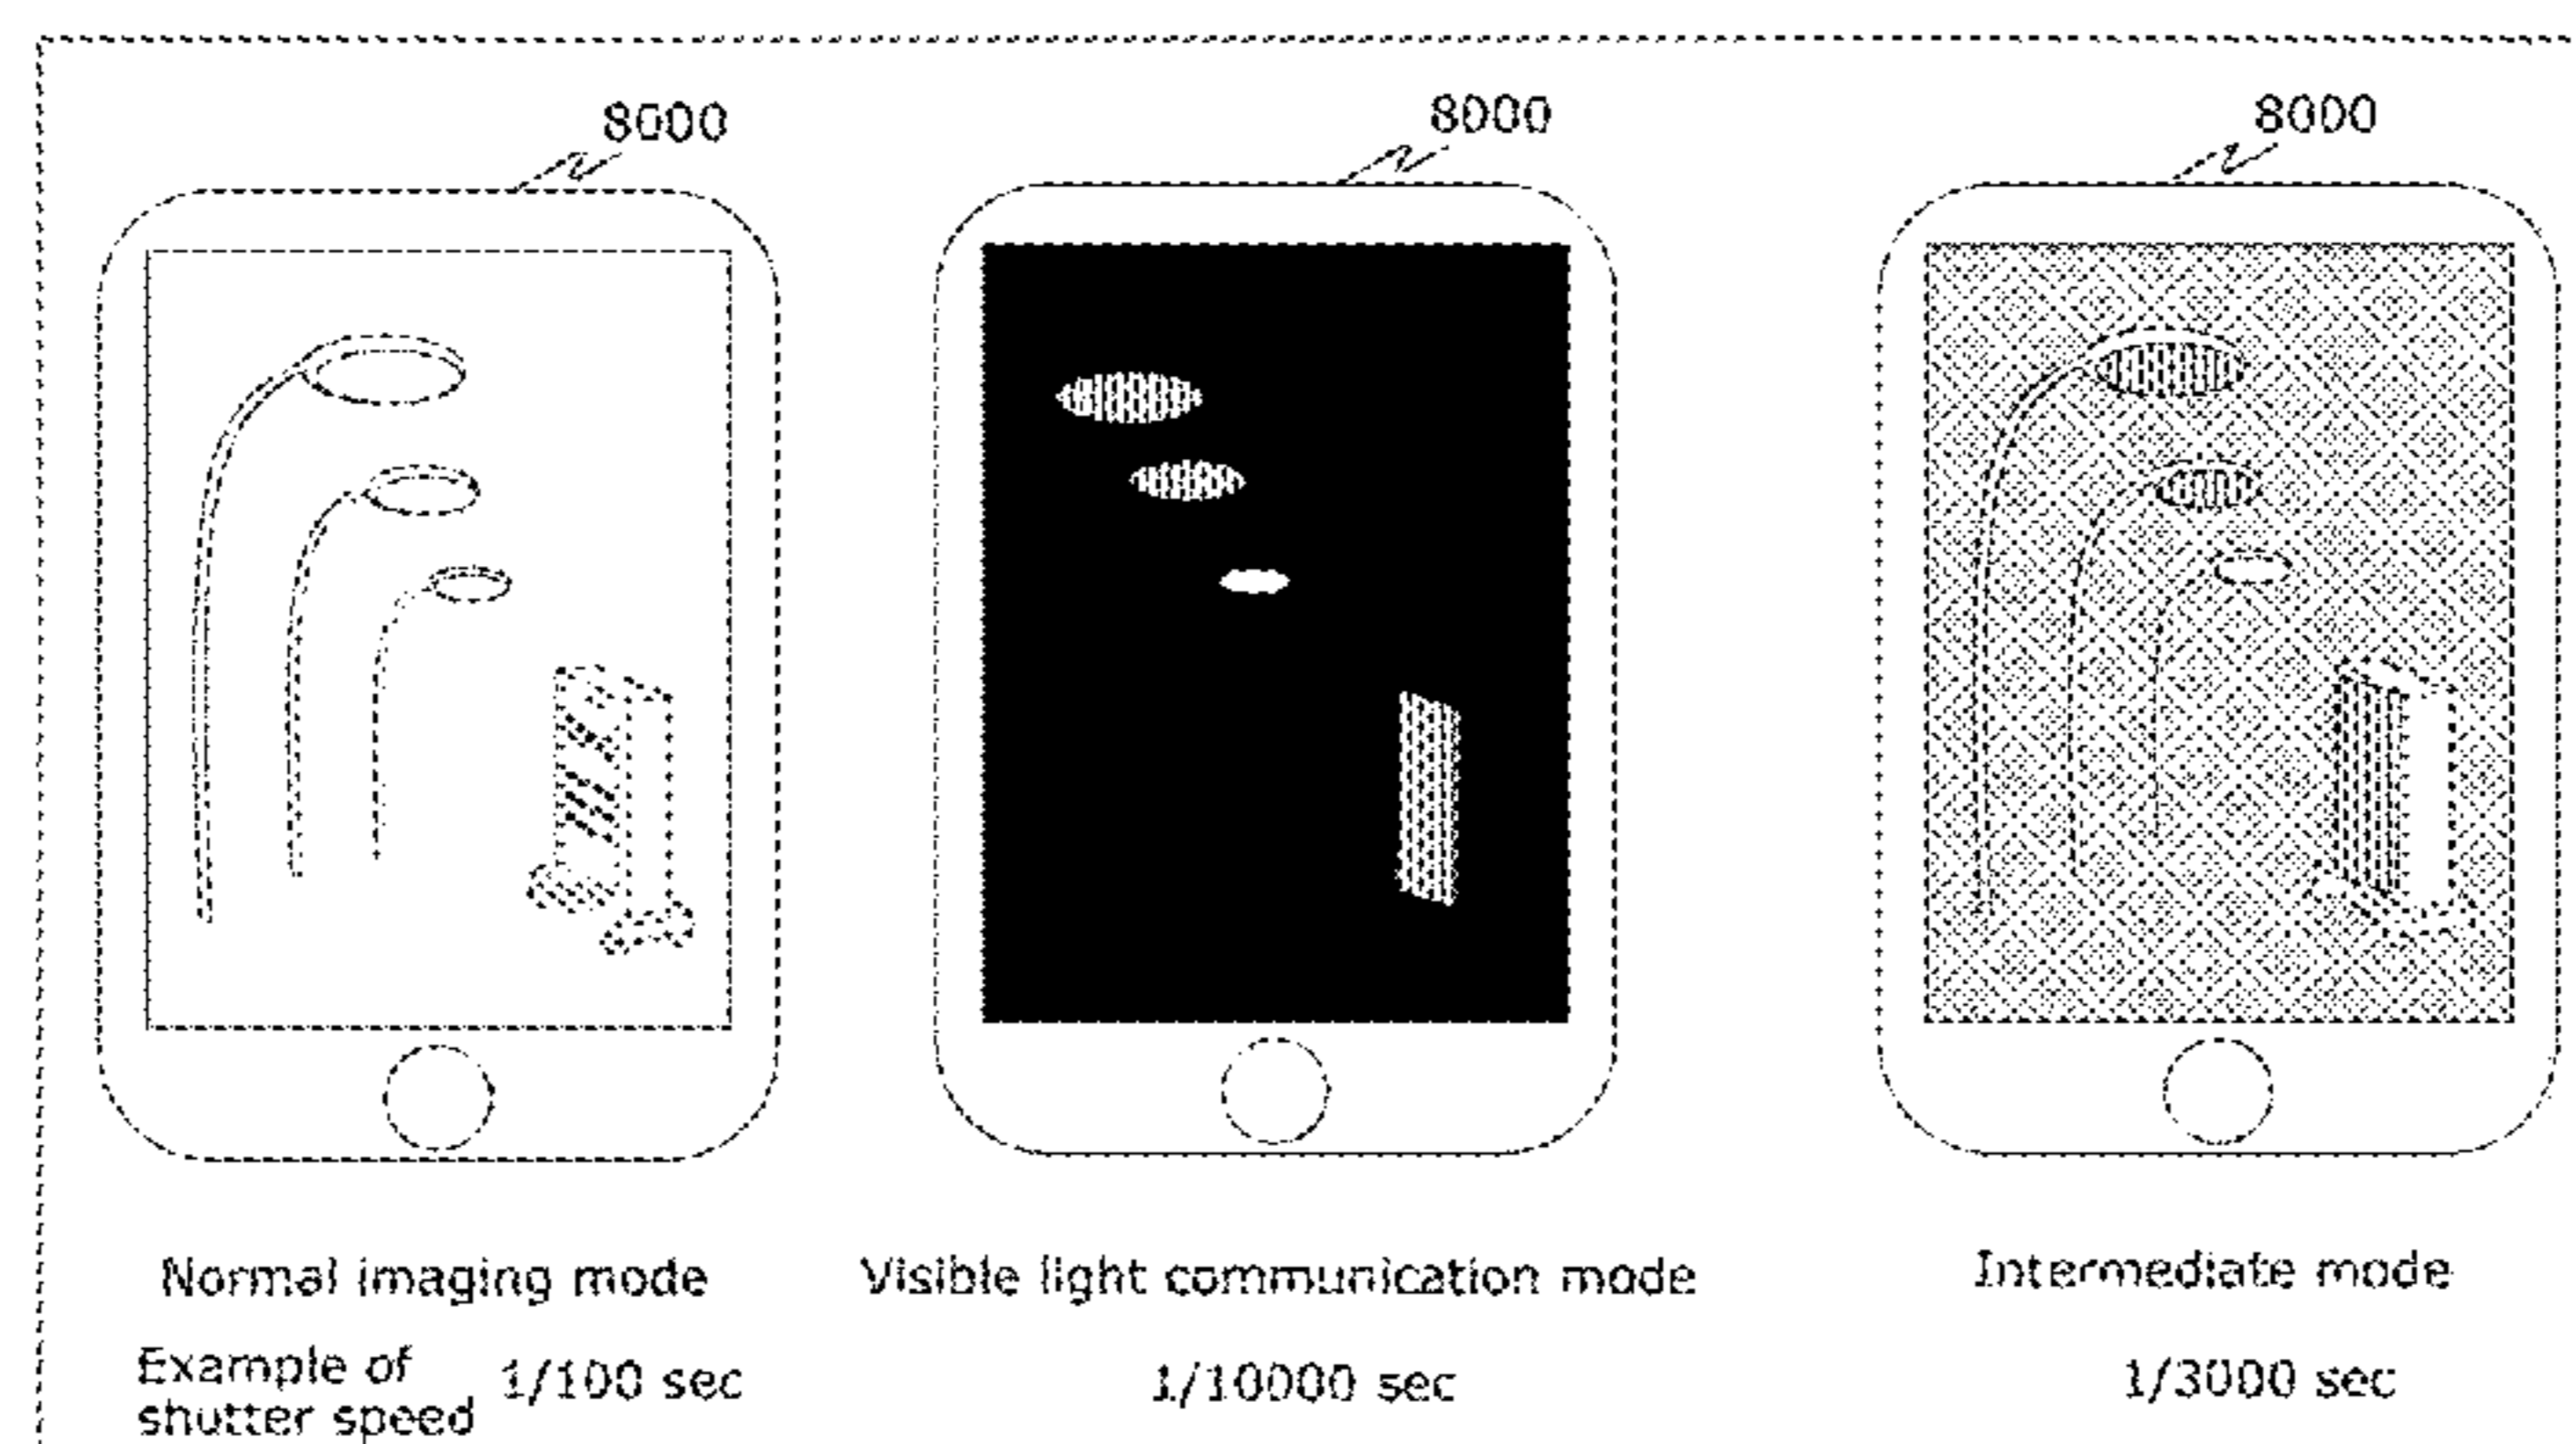 8000
8000
8000
Normal imaging mode
Visible light communication mode
Intermediate mode
Example of
shutter speed
1/100 sec
1/10000 sec
1/3000 sec